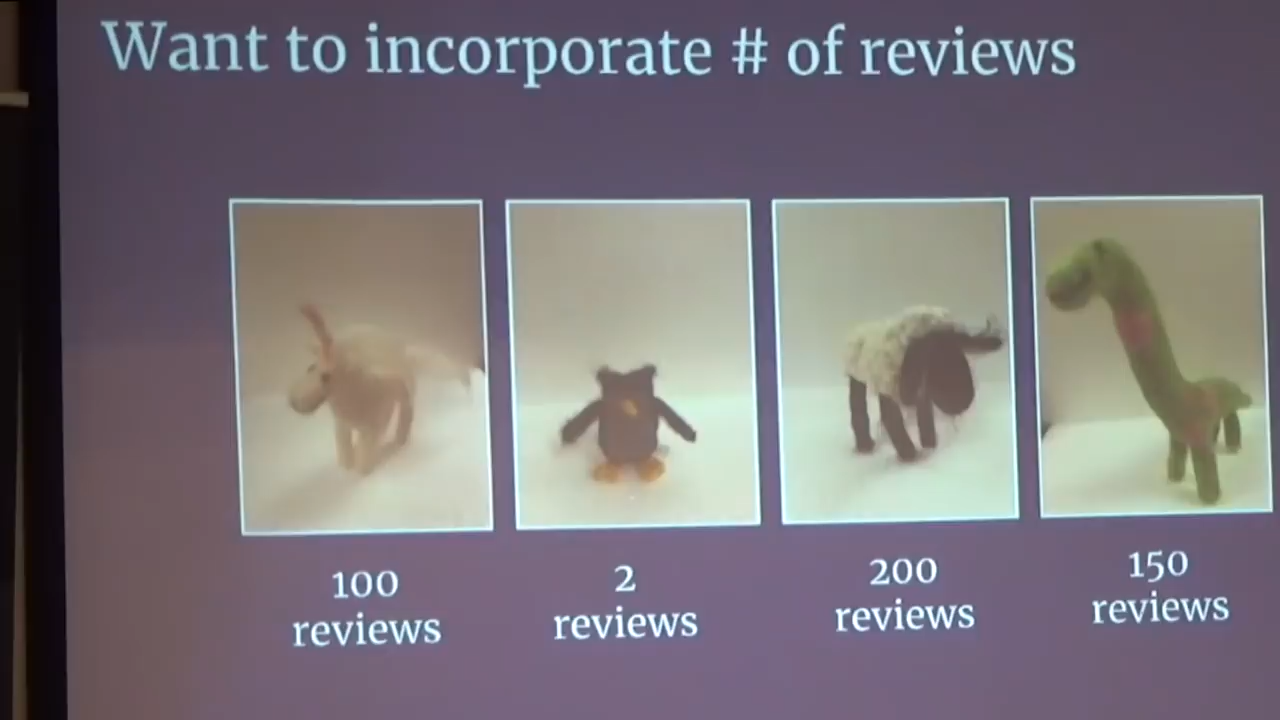 Want to incorporate # of reviews
100
reviews
2
reviews
200
reviews
150
reviews